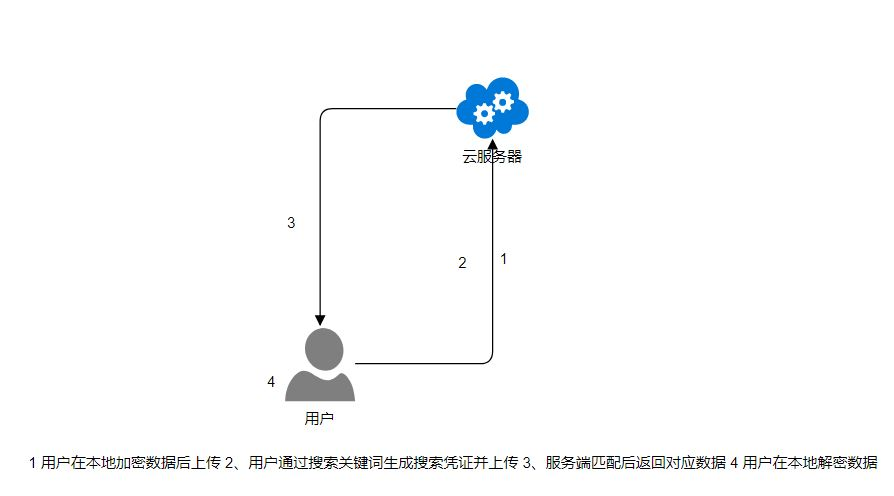 云服务器
3
2
1
4
用户
1 用户在本地加密数据后上传 2、用户通过搜索关键词生成搜索凭证并上传 3、服务端匹配后返回对应数据 4 用户在本地解密数据